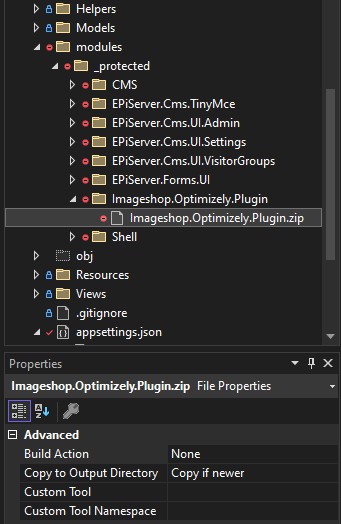 Helpers
Models
modules
_protected
CMS
EPiServer.Cms.TinyMce
EPiServer.Cms.UI.Admin
EPiServer.Cms.UI.Settings
EPiServer.Cms.UI.VisitorGroups
EPiServer.Forms.UI
Imageshop.Optimizely.Plugin
Imageshop.Optimizely.Plugin.zip
Shell
obj
Resources
Views
.gitignore
appsettings.json
Properties
Imageshop.Optimizely.Plugin.zip File Properties
Advanced
Build Action None
Copy to Output Directory Copy if newer
Custom Tool
Custom Tool Namespace